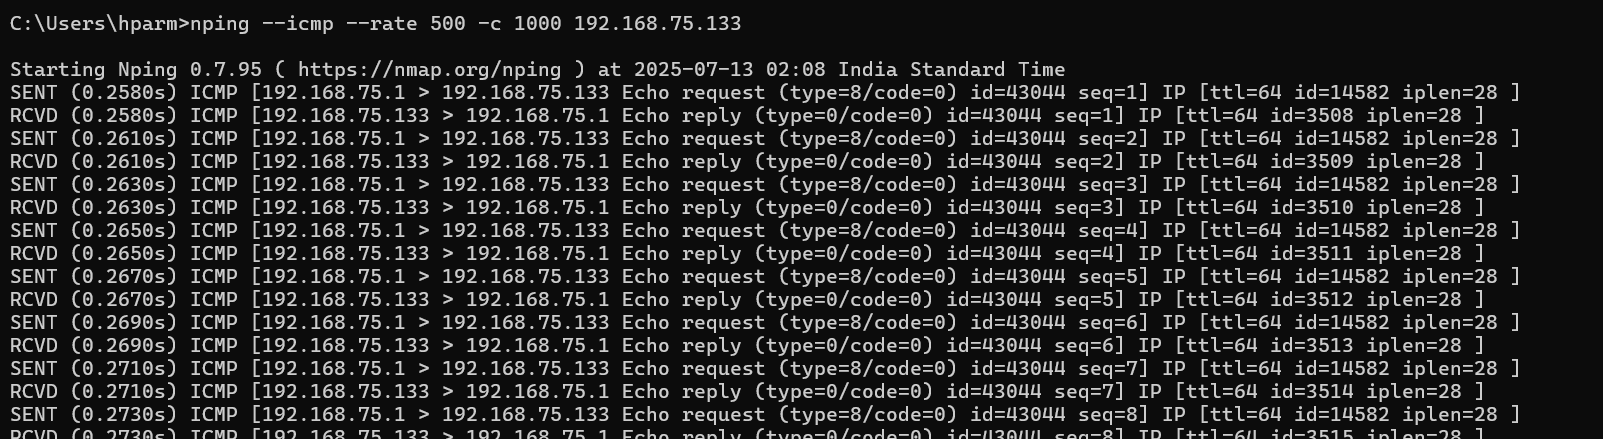 C:\Users\hparm>nping --icmp --rate 500 -c 1000 192.168.75.133
Starting Nping 0.7.95 ( https://nmap.org/nping ) at 2025-07-13 02:08 India Standard Time
SENT (0.2580s) ICMP [192.168.75.1 > 192.168.75.133 Echo request (type=8/code=0) id=43044 seq=1] IP [ttl=64 id=14582 iplen=28 ]
RCVD (0.2580s) ICMP [192.168.75.133 > 192.168.75.1 Echo reply (type=0/code=0) id=43044 seq=1] IP [ttl=64 id=3508 iplen=28 ]
SENT (0.2610s) ICMP [192.168.75.1 > 192.168.75.133 Echo request (type=8/code=0) id=43044 seq=2] IP [ttl=64 id=14582 iplen=28 ]
RCVD (0.2610s) ICMP [192.168.75.133 > 192.168.75.1 Echo reply (type=0/code=0) id=43044 seq=2] IP [ttl=64 id=3509 iplen=28 ]
SENT (0.2630s) ICMP [192.168.75.1 > 192.168.75.133 Echo request (type=8/code=0) id=43044 seq=3] IP [ttl=64 id=14582 iplen=28 ]
RCVD (0.2630s) ICMP [192.168.75.133 > 192.168.75.1 Echo reply (type=0/code=0) id=43044 seq=3] IP [ttl=64 id=3510 iplen=28 ]
SENT (0.2650s) ICMP [192.168.75.1 > 192.168.75.133 Echo request (type=8/code=0) id=43044 seq=4] IP [ttl=64 id=14582 iplen=28 ]
RCVD (0.2650s) ICMP [192.168.75.133 > 192.168.75.1 Echo reply (type=0/code=0) id=43044 seq=4] IP [ttl=64 id=3511 iplen=28 ]
SENT (0.2670s) ICMP [192.168.75.1 > 192.168.75.133 Echo request (type=8/code=0) id=43044 seq=5] IP [ttl=64 id=14582 iplen=28 ]
RCVD (0.2670s) ICMP [192.168.75.133 > 192.168.75.1 Echo reply (type=0/code=0) id=43044 seq=5] IP [ttl=64 id=3512 iplen=28 ]
SENT (0.2690s) ICMP [192.168.75.1 > 192.168.75.133 Echo request (type=8/code=0) id=43044 seq=6] IP [ttl=64 id=14582 iplen=28 ]
RCVD (0.2690s) ICMP [192.168.75.133 > 192.168.75.1 Echo reply (type=0/code=0) id=43044 seq=6] IP [ttl=64 id=3513 iplen=28 ]
SENT (0.2710s) ICMP [192.168.75.1 > 192.168.75.133 Echo request (type=8/code=0) id=43044 seq=7] IP [ttl=64 id=14582 iplen=28 ]
RCVD (0.2710s) ICMP [192.168.75.133 > 192.168.75.1 Echo reply (type=0/code=0) id=43044 seq=7] IP [ttl=64 id=3514 iplen=28 ]
SENT (0.2730s) ICMP [192.168.75.1 > 192.168.75.133 Echo request (type=8/code=0) id=43044 seq=8] IP [ttl=64 id=14582 iplen=28 ]
RCVD (0.2730s) ICMP [192.168.75.133 > 192.168.75.1 Echo reply (type=0/code=0) id=43044 seq=8] IP [ttl=64 id=3515 iplen=28 ]